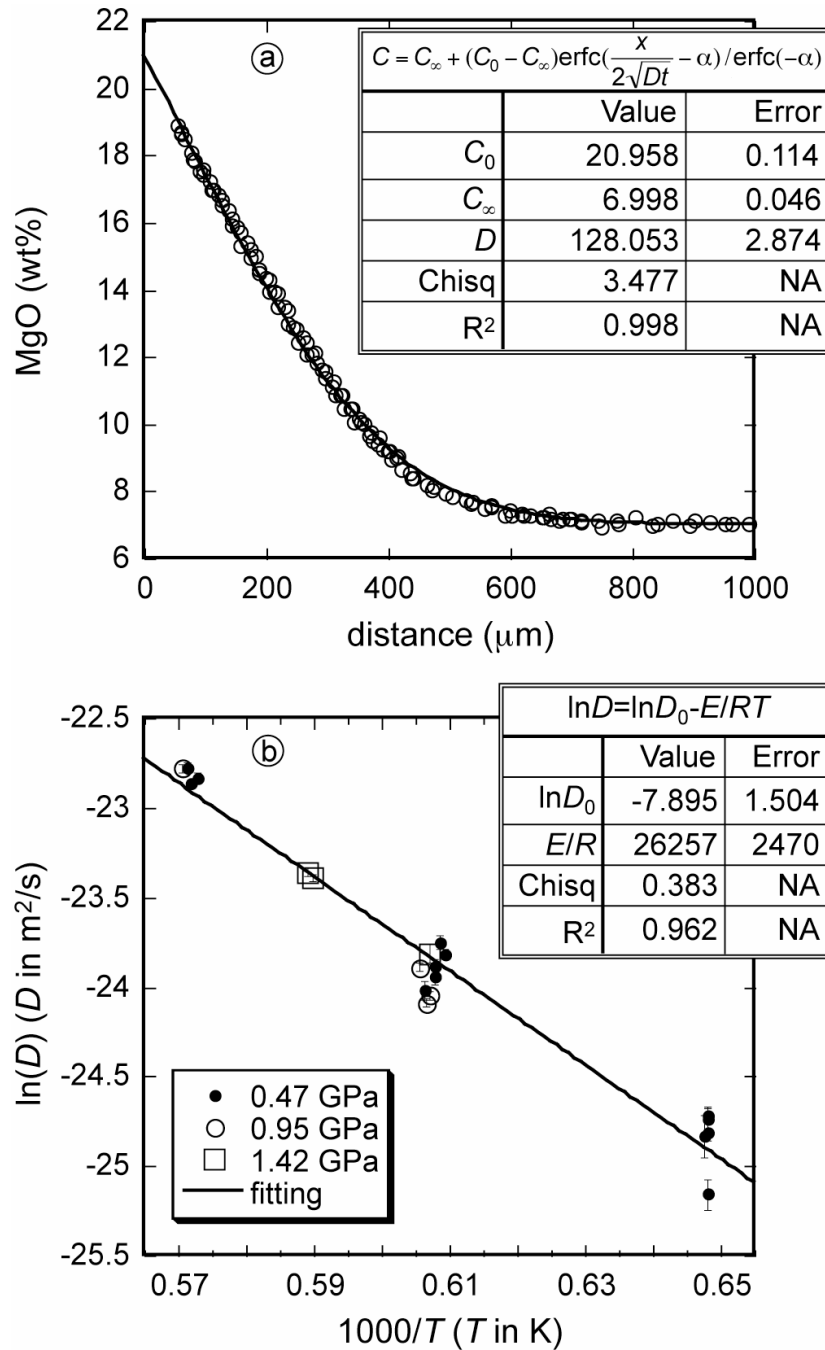 22
20
18
16
14
12
10
8
6
MgO (wt%)
a
C = C∞ + (C0 − C∞)erfc(x/2√Dt − α) / erfc(−α)
Value Error
C0 20.958 0.114
C∞ 6.998 0.046
D 128.053 2.874
Chisq 3.477 NA
R² 0.998 NA
0 200 400 600 800 1000
distance (μm)
-22.5
-23
-23.5
-24
-24.5
-25
-25.5
ln(D) (D in m²/s)
b
lnD=lnD0-E/RT
Value Error
lnD0 -7.895 1.504
E/R 26257 2470
Chisq 0.383 NA
R² 0.962 NA
0.47 GPa
0.95 GPa
1.42 GPa
fitting
0.57 0.59 0.61 0.63 0.65
1000/T (T in K)